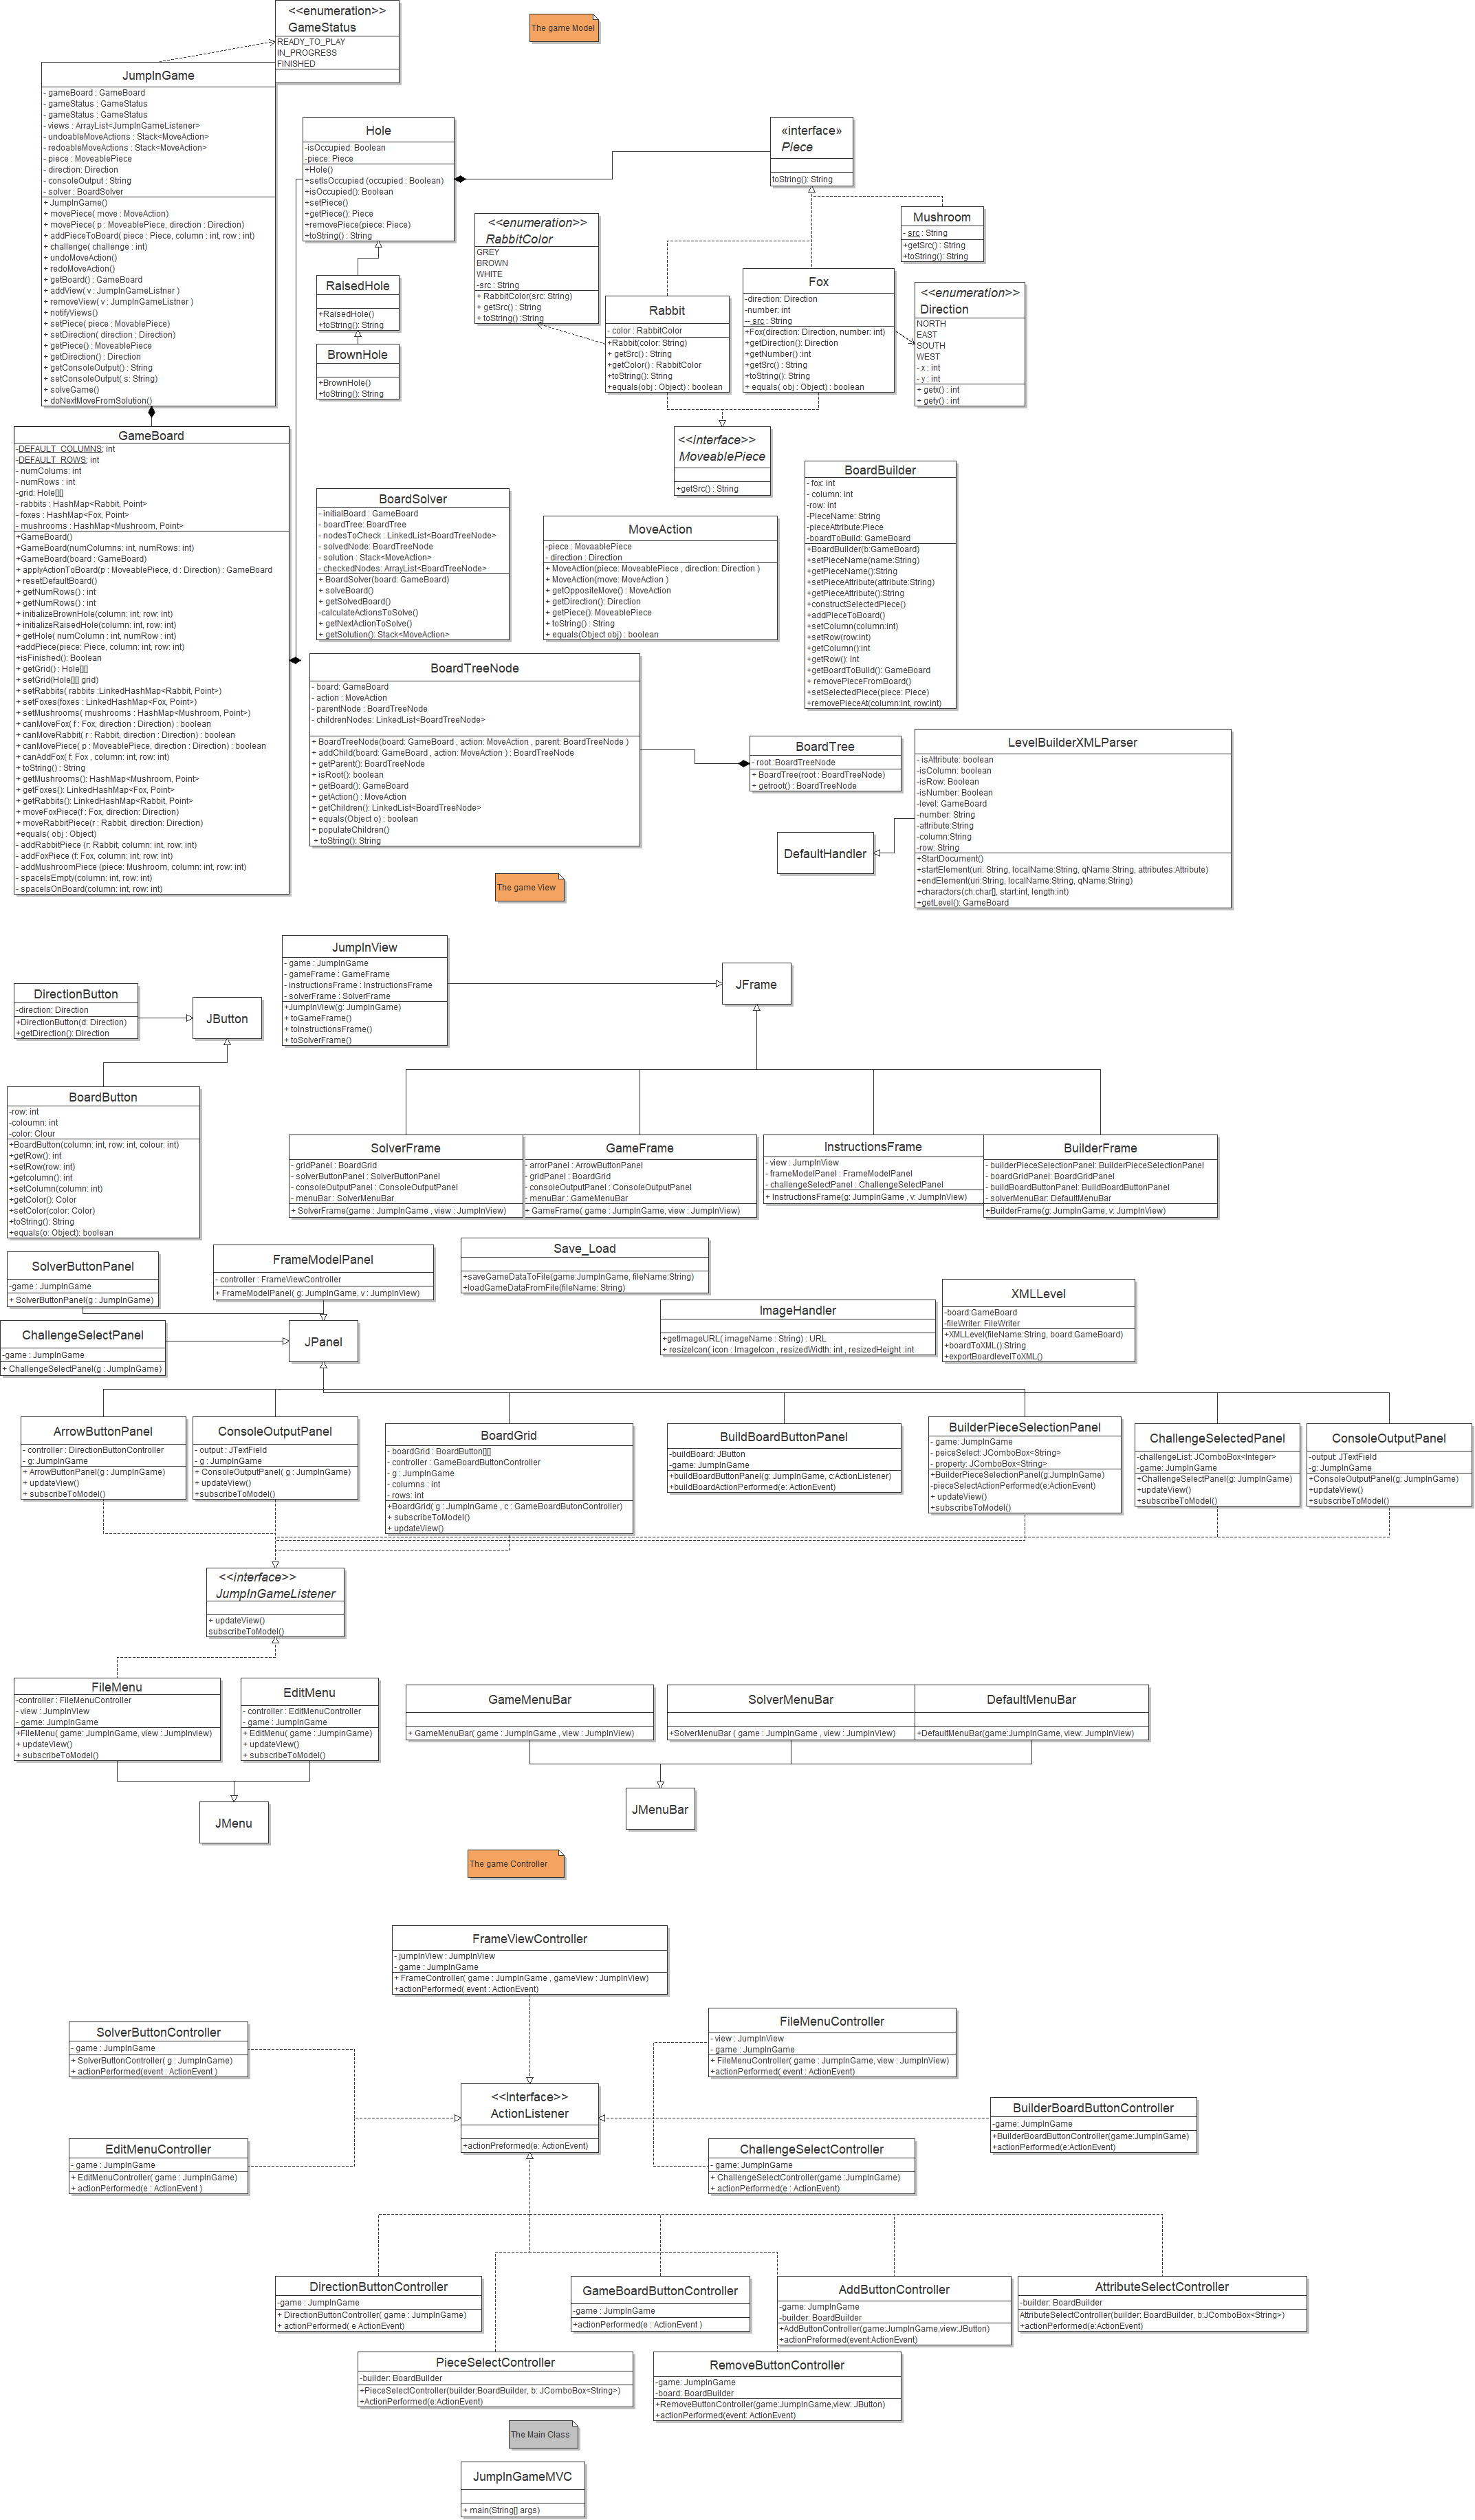 <<enumeration>>
GameStatus
READY_TO_PLAY
IN_PROGRESS
FINISHED
The game Model
JumpInGame
- gameBoard : GameBoard
- gameStatus : GameStatus
- gameStatus : GameStatus
- views : ArrayList<JumpInGameListener>
- undoableMoveActions : Stack<MoveAction>
- redoableMoveActions : Stack<MoveAction>
- piece : MoveablePiece
- direction: Direction
- consoleOutput : String
- solver : BoardSolver
+ JumpInGame()
+ movePiece( move : MoveAction)
+ movePiece( p : MoveablePiece, direction : Direction)
+ addPieceToBoard( piece : Piece, column : int, row : int)
+ challenge( challenge : int)
+ undoMoveAction()
+ redoMoveAction()
+ getBoard() : GameBoard
+ addView( v : JumpInGameListner )
+ removeView( v : JumpInGameListner )
+ notifyViews()
+ setPiece( piece : MovablePiece)
+ setDirection( direction : Direction)
+ getPiece() : MoveablePiece
+ getDirection() : Direction
+ getConsoleOutput() : String
+ setConsoleOutput( s: String)
+ solveGame()
+ doNextMoveFromSolution()
Hole
-isOccupied: Boolean
-piece: Piece
+Hole()
+setIsOccupied (occupied : Boolean)
+isOccupied(): Boolean
+setPiece()
+getPiece(): Piece
+removePiece(piece: Piece)
+toString() : String
«interface»
Piece
toString(): String
Mushroom
- src : String
+getSrc() : String
+toString(): String
<<enumeration>>
RabbitColor
GREY
BROWN
WHITE
-src : String
+ RabbitColor(src: String)
+ getSrc() : String
+ toString() :String
RaisedHole
+RaisedHole()
+toString(): String
BrownHole
+BrownHole()
+toString(): String
Rabbit
- color : RabbitColor
+Rabbit(color: String)
+ getSrc() : String
+getColor() : RabbitColor
+toString() : String
+equals(obj : Object) : boolean
Fox
-direction: Direction
-number: int
-- src : String
+Fox(direction: Direction, number: int)
+getDirection(): Direction
+getNumber() :int
+getSrc() : String
+toString() : String
+ equals( obj : Object) : boolean
<<enumeration>>
Direction
NORTH
EAST
SOUTH
WEST
- x : int
- y : int
+ getx() : int
+ gety() : int
<<interface>>
MoveablePiece
+getSrc() : String
GameBoard
-DEFAULT_COLUMNS: int
-DEFAULT_ROWS: int
- numColums: int
- numRows : int
-grid: Hole[][]
- rabbits : HashMap<Rabbit, Point>
- foxes : HashMap<Fox, Point>
- mushrooms : HashMap<Mushroom, Point>
+GameBoard()
+GameBoard(numColumns: int, numRows: int)
+GameBoard(board : GameBoard)
+ applyActionToBoard(p : MoveablePiece, d : Direction) : GameBoard
+ resetDefaultBoard()
+ getNumRows() : int
+ getNumRows() : int
+ initializeBrownHole(column: int, row: int)
+ initializeRaisedHole(column: int, row: int)
+ getHole( numColumn : int, numRow : int)
+addPiece(piece: Piece, column: int, row: int)
+isFinished(): Boolean
+ getGrid() : Hole[][]
+ setGrid(Hole[][] grid)
+ setRabbits( rabbits :LinkedHashMap<Rabbit, Point>)
+ setFoxes(foxes : LinkedHashMap<Fox, Point>)
+ setMushrooms( mushrooms : HashMap<Mushroom, Point>)
+ canMoveFox( f : Fox, direction : Direction) : boolean
+ canMoveRabbit( r : Rabbit, direction : Direction) : boolean
+ canMovePiece( p : MoveablePiece, direction : Direction) : boolean
+ canAddFox( f: Fox , column: int, row: int)
+ toString() : String
+ getMushrooms(): HashMap<Mushroom, Point>
+ getFoxes(): LinkedHashMap<Fox, Point>
+ getRabbits(): LinkedHashMap<Rabbit, Point>
+ moveFoxPiece(f : Fox, direction: Direction)
+ moveRabbitPiece(r : Rabbit, direction: Direction)
+equals( obj : Object)
- addRabbitPiece (r: Rabbit, column: int, row: int)
- addFoxPiece (f: Fox, column: int, row: int)
- addMushroomPiece (piece: Mushroom, column: int, row: int)
- spaceIsEmpty(column: int, row: int)
- spaceIsOnBoard(column: int, row: int)
BoardSolver
- initialBoard : GameBoard
- boardTree: BoardTree
- nodesToCheck : LinkedList<BoardTreeNode>
- solvedNode: BoardTreeNode
- solution : Stack<MoveAction>
- checkedNodes: ArrayList<BoardTreeNode>
+ BoardSolver(board: GameBoard)
+ solveBoard()
+ getSolvedBoard()
-calculateActionsToSolve()
+ getNextActionToSolve()
+ getSolution(): Stack<MoveAction>
MoveAction
-piece : MovaablePiece
- direction : Direction
+ MoveAction(piece: MoveablePiece , direction: Direction )
+ MoveAction(move: MoveAction )
+ getOppositeMove() : MoveAction
+ getDirection(): Direction
+ getPiece(): MoveablePiece
+ toString() : String
+ equals(Object obj) : boolean
BoardBuilder
- fox: int
- column: int
-row: int
-PieceName: String
-pieceAttribute:Piece
-boardToBuild: GameBoard
+BoardBuilder(b:GameBoard)
+setPieceName(name:String)
+getPieceName():String
+setPieceAttribute(attribute:String)
+getPieceAttribute():String
+constructSelectedPiece()
+addPieceToBoard()
+setColumn(column:int)
+setRow(row:int)
+getColumn():int
+getRow(): int
+getBoardToBuild(): GameBoard
+ removePieceFromBoard()
+setSelectedPiece(piece: Piece)
+removePieceAt(column:int, row:int)
BoardTreeNode
- board: GameBoard
- action : MoveAction
- parentNode : BoardTreeNode
- childrenNodes: LinkedList<BoardTreeNode>
+ BoardTreeNode(board: GameBoard , action: MoveAction , parent: BoardTreeNode )
+ addChild(board: GameBoard , action: MoveAction ) : BoardTreeNode
+ getParent(): BoardTreeNode
+ isRoot(): boolean
+ getBoard(): GameBoard
+ getAction() : MoveAction
+ getChildren(): LinkedList<BoardTreeNode>
+ equals(Object o) : boolean
+ populateChildren()
+ toString(): String
BoardTree
- root :BoardTreeNode
+ BoardTree(root : BoardTreeNode)
+ getroot() : BoardTreeNode
LevelBuilderXMLParser
- isAttribute: boolean
-isColumn: boolean
-isRow: Boolean
-isNumber: Boolean
-level: GameBoard
-number: String
-attribute:String
-column:String
-row: String
+StartDocument()
+startElement(uri: String, localName:String, qName:String, attributes:Attribute)
+endElement(uri:String, localName:String, qName:String)
+charactors(ch:char[], start:int, length:int)
+getLevel(): GameBoard
DefaultHandler
The game View
JumpInView
- game : JumpInGame
- gameFrame : GameFrame
- instructionsFrame : InstructionsFrame
- solverFrame : SolverFrame
+JumpInView(g: JumpInGame)
+ toGameFrame()
+ toInstructionsFrame()
+ toSolverFrame()
JFrame
DirectionButton
-direction: Direction
+DirectionButton(d: Direction)
+getDirection(): Direction
JButton
BoardButton
-row: int
-coloumn: int
-color: Clour
+BoardButton(column: int, row: int, colour: int)
+getRow(): int
+setRow(row: int)
+getcolumn(): int
+setColumn(column: int)
+getColor(): Color
+setColor(color: Color)
+toString(): String
+equals(o: Object): boolean
SolverFrame
- gridPanel : BoardGrid
- solverButtonPanel : SolverButtonPanel
- consoleOutputPanel : ConsoleOutputPanel
- menuBar : SolverMenuBar
+ SolverFrame(game : JumpInGame , view : JumpInView)
GameFrame
- arrorPanel : ArrowButtonPanel
- gridPanel : BoardGrid
- consoleOutputPanel : ConsoleOutputPanel
- menuBar : GameMenuBar
+ GameFrame( game : JumpInGame, view : JumpInView)
InstructionsFrame
- view : JumpInView
- frameModelPanel : FrameModelPanel
- challengeSelectPanel : ChallengeSelectPanel
+ InstructionsFrame(g: JumpInGame , v: JumpInView)
BuilderFrame
- builderPieceSelectionPanel: BuilderPieceSelectionPanel
- boardGridPanel : BoardGridPanel
- buildBoardButtonPanel : BuildBoardButtonPanel
- solverMenuBar: DefaultMenuBar
+BuilderFrame(g: JumpInGame, v: JumpInView)
SolverButtonPanel
-game : JumpInGame
+ SolverButtonPanel(g : JumpInGame)
FrameModelPanel
- controller : FrameViewController
+ FrameModelPanel( g: JumpInGame, v : JumpInView)
Save_Load
+saveGameDataToFile(game:JumpInGame, fileName:String)
+loadGameDataFromFile(fileName: String)
ImageHandler
+getImageURL( imageName : String) : URL
+ resizeIcon( icon : ImageIcon , resizedWidth: int , resizedHeight :int
XMLLevel
-board:GameBoard
-fileWriter: FileWriter
+XMLLevel(fileName:String, board:GameBoard)
+boardToXML():String
+exportBoardlevelToXML()
ChallengeSelectPanel
-game : JumpInGame
+ ChallengeSelectPanel(g : JumpInGame)
JPanel
ArrowButtonPanel
- controller : DirectionButtonController
- g: JumpInGame
+ ArrowButtonPanel(g : JumpInGame)
+ updateView()
+ subscribeToModel()
ConsoleOutputPanel
- output : JTextField
- g : JumpInGame
+ ConsoleOutputPanel( g : JumpInGame)
+ updateView()
+subscribeToModel()
BoardGrid
- boardGrid : BoardButton[][]
- controller : GameBoardButtonController
- g : JumpInGame
- columns : int
- rows: int
+BoardGrid( g : JumpInGame , c : GameBoardButonController)
+ subscribeToModel()
+ updateView()
BuildBoardButtonPanel
-buildBoard: JButton
-game: JumpInGame
+buildBoardButtonPanel(g: JumpInGame, c:ActionListener)
+buildBoardActionPerformed(e: ActionEvent)
BuilderPieceSelectionPanel
- game: JumpInGame
- peiceSelect: JComboBox<String>
- property: JComboBox<String>
+BuilderPieceSelectionPanel(g:JumpInGame)
-pieceSelectActionPerformed(e:ActionEvent)
+ updateView()
+subscribeToModel()
ChallengeSelectedPanel
-challengeList: JComboBox<Integer>
-game: JumpInGame
+ChallengeSelectPanel(g: JumpInGame)
+updateView()
+subscribeToModel()
ConsoleOutputPanel
-output: JTextField
-g: JumpInGame
+ConsoleOutputPanel(g: JumpInGame)
+updateView()
+subscribeToModel()
<<interface>>
JumpInGameListener
+ updateView()
subscribeToModel()
FileMenu
-controller : FileMenuController
- view : JumpInView
- game: JumpInGame
+FileMenu( game: JumpInGame, view : JumpInview)
+ updateView()
+ subscribeToModel()
EditMenu
- controller : EditMenuController
- game : JumpInGame
+ EditMenu( game : JumpinGame)
+ updateView()
+ subscribeToModel()
GameMenuBar
+ GameMenuBar( game : JumpInGame , view : JumpInView)
SolverMenuBar
+SolverMenuBar ( game : JumpInGame , view : JumpInView)
DefaultMenuBar
+DefaultMenuBar(game:JumpInGame, view: JumpInView)
JMenu
JMenuBar
The game Controller
FrameViewController
- jumpInView : JumpInView
- game : JumpInGame
+ FrameController( game : JumpInGame , gameView : JumpInView)
+actionPerformed( event : ActionEvent)
SolverButtonController
- game : JumpInGame
+ SolverButtonController( g : JumpInGame)
+ actionPerformed(event : ActionEvent )
FileMenuController
- view : JumpInView
- game : JumpInGame
+ FileMenuController( game : JumpInGame, view : JumpInView)
+actionPerformed( event : ActionEvent)
<<Interface>>
ActionListener
+actionPreformed(e: ActionEvent)
BuilderBoardButtonController
-game: JumpInGame
+BuilderBoardButtonController(game:JumpInGame)
+actionPerformed(e:ActionEvent)
EditMenuController
- game : JumpInGame
+ EditMenuController( game : JumpInGame)
+ actionPerformed(e : ActionEvent )
ChallengeSelectController
- game: JumpInGame
+ ChallengeSelectController(game :JumpInGame)
+ actionPerformed(e : ActionEvent)
DirectionButtonController
-game : JumpInGame
+ DirectionButtonController( game : JumpInGame)
+ actionPerformed( e ActionEvent)
GameBoardButtonController
-game : JumpInGame
+actionPerformed(e : ActionEvent )
AddButtonController
-game: JumpInGame
-builder: BoardBuilder
+AddButtonController(game:JumpInGame,view:JButton)
+actionPreformed(event:ActionEvent)
AttributeSelectController
-builder: BoardBuilder
AttributeSelectController(builder: BoardBuilder, b:JComboBox<String>)
+actionPerformed(e:ActionEvent)
PieceSelectController
-builder: BoardBuilder
+PieceSelectController(builder:BoardBuilder, b: JComboBox<String>)
+ActionPerformed(e:ActionEvent)
RemoveButtonController
-game: JumpInGame
-board: BoardBuilder
+RemoveButtonController(game:JumpInGame,view: JButton)
+actionPerformed(event: ActionEvent)
The Main Class
JumpInGameMVC
+ main(String[] args)